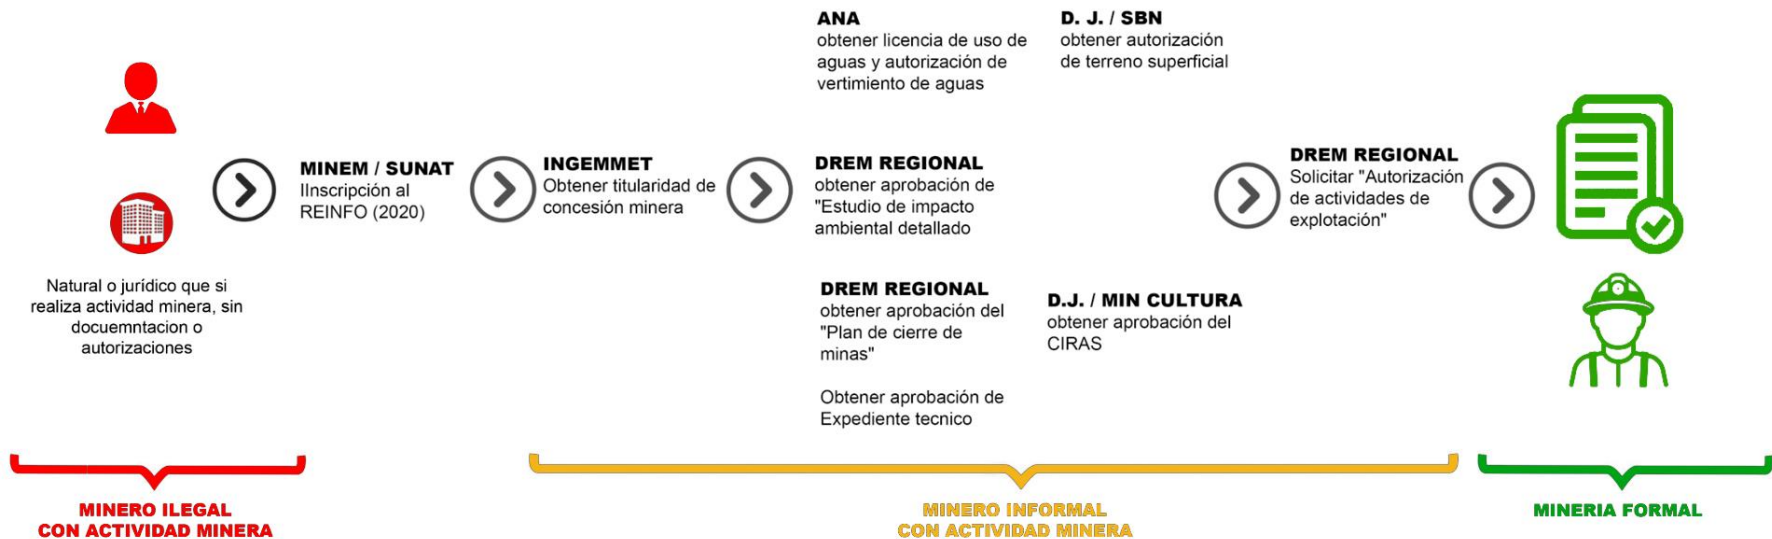 Natural o jurídico que si
realiza actividad minera, sin
docuemntacion o
autorizaciones
MINEM / SUNAT
IInscripción al
REINFO (2020)
INGEMMET
Obtener titularidad de
concesión minera
ANA
obtener licencia de uso de
aguas y autorización de
vertimiento de aguas
D. J. / SBN
obtener autorización
de terreno superficial
DREM REGIONAL
obtener aprobación de
"Estudio de impacto
ambiental detallado
DREM REGIONAL
obtener aprobación del
"Plan de cierre de
minas"
Obtener aprobación de
Expediente tecnico
D.J. / MIN CULTURA
obtener aprobación del
CIRAS
DREM REGIONAL
Solicitar "Autorización
de actividades de
explotación"
MINERO ILEGAL
CON ACTIVIDAD MINERA
MINERO INFORMAL
CON ACTIVIDAD MINERA
MINERIA FORMAL